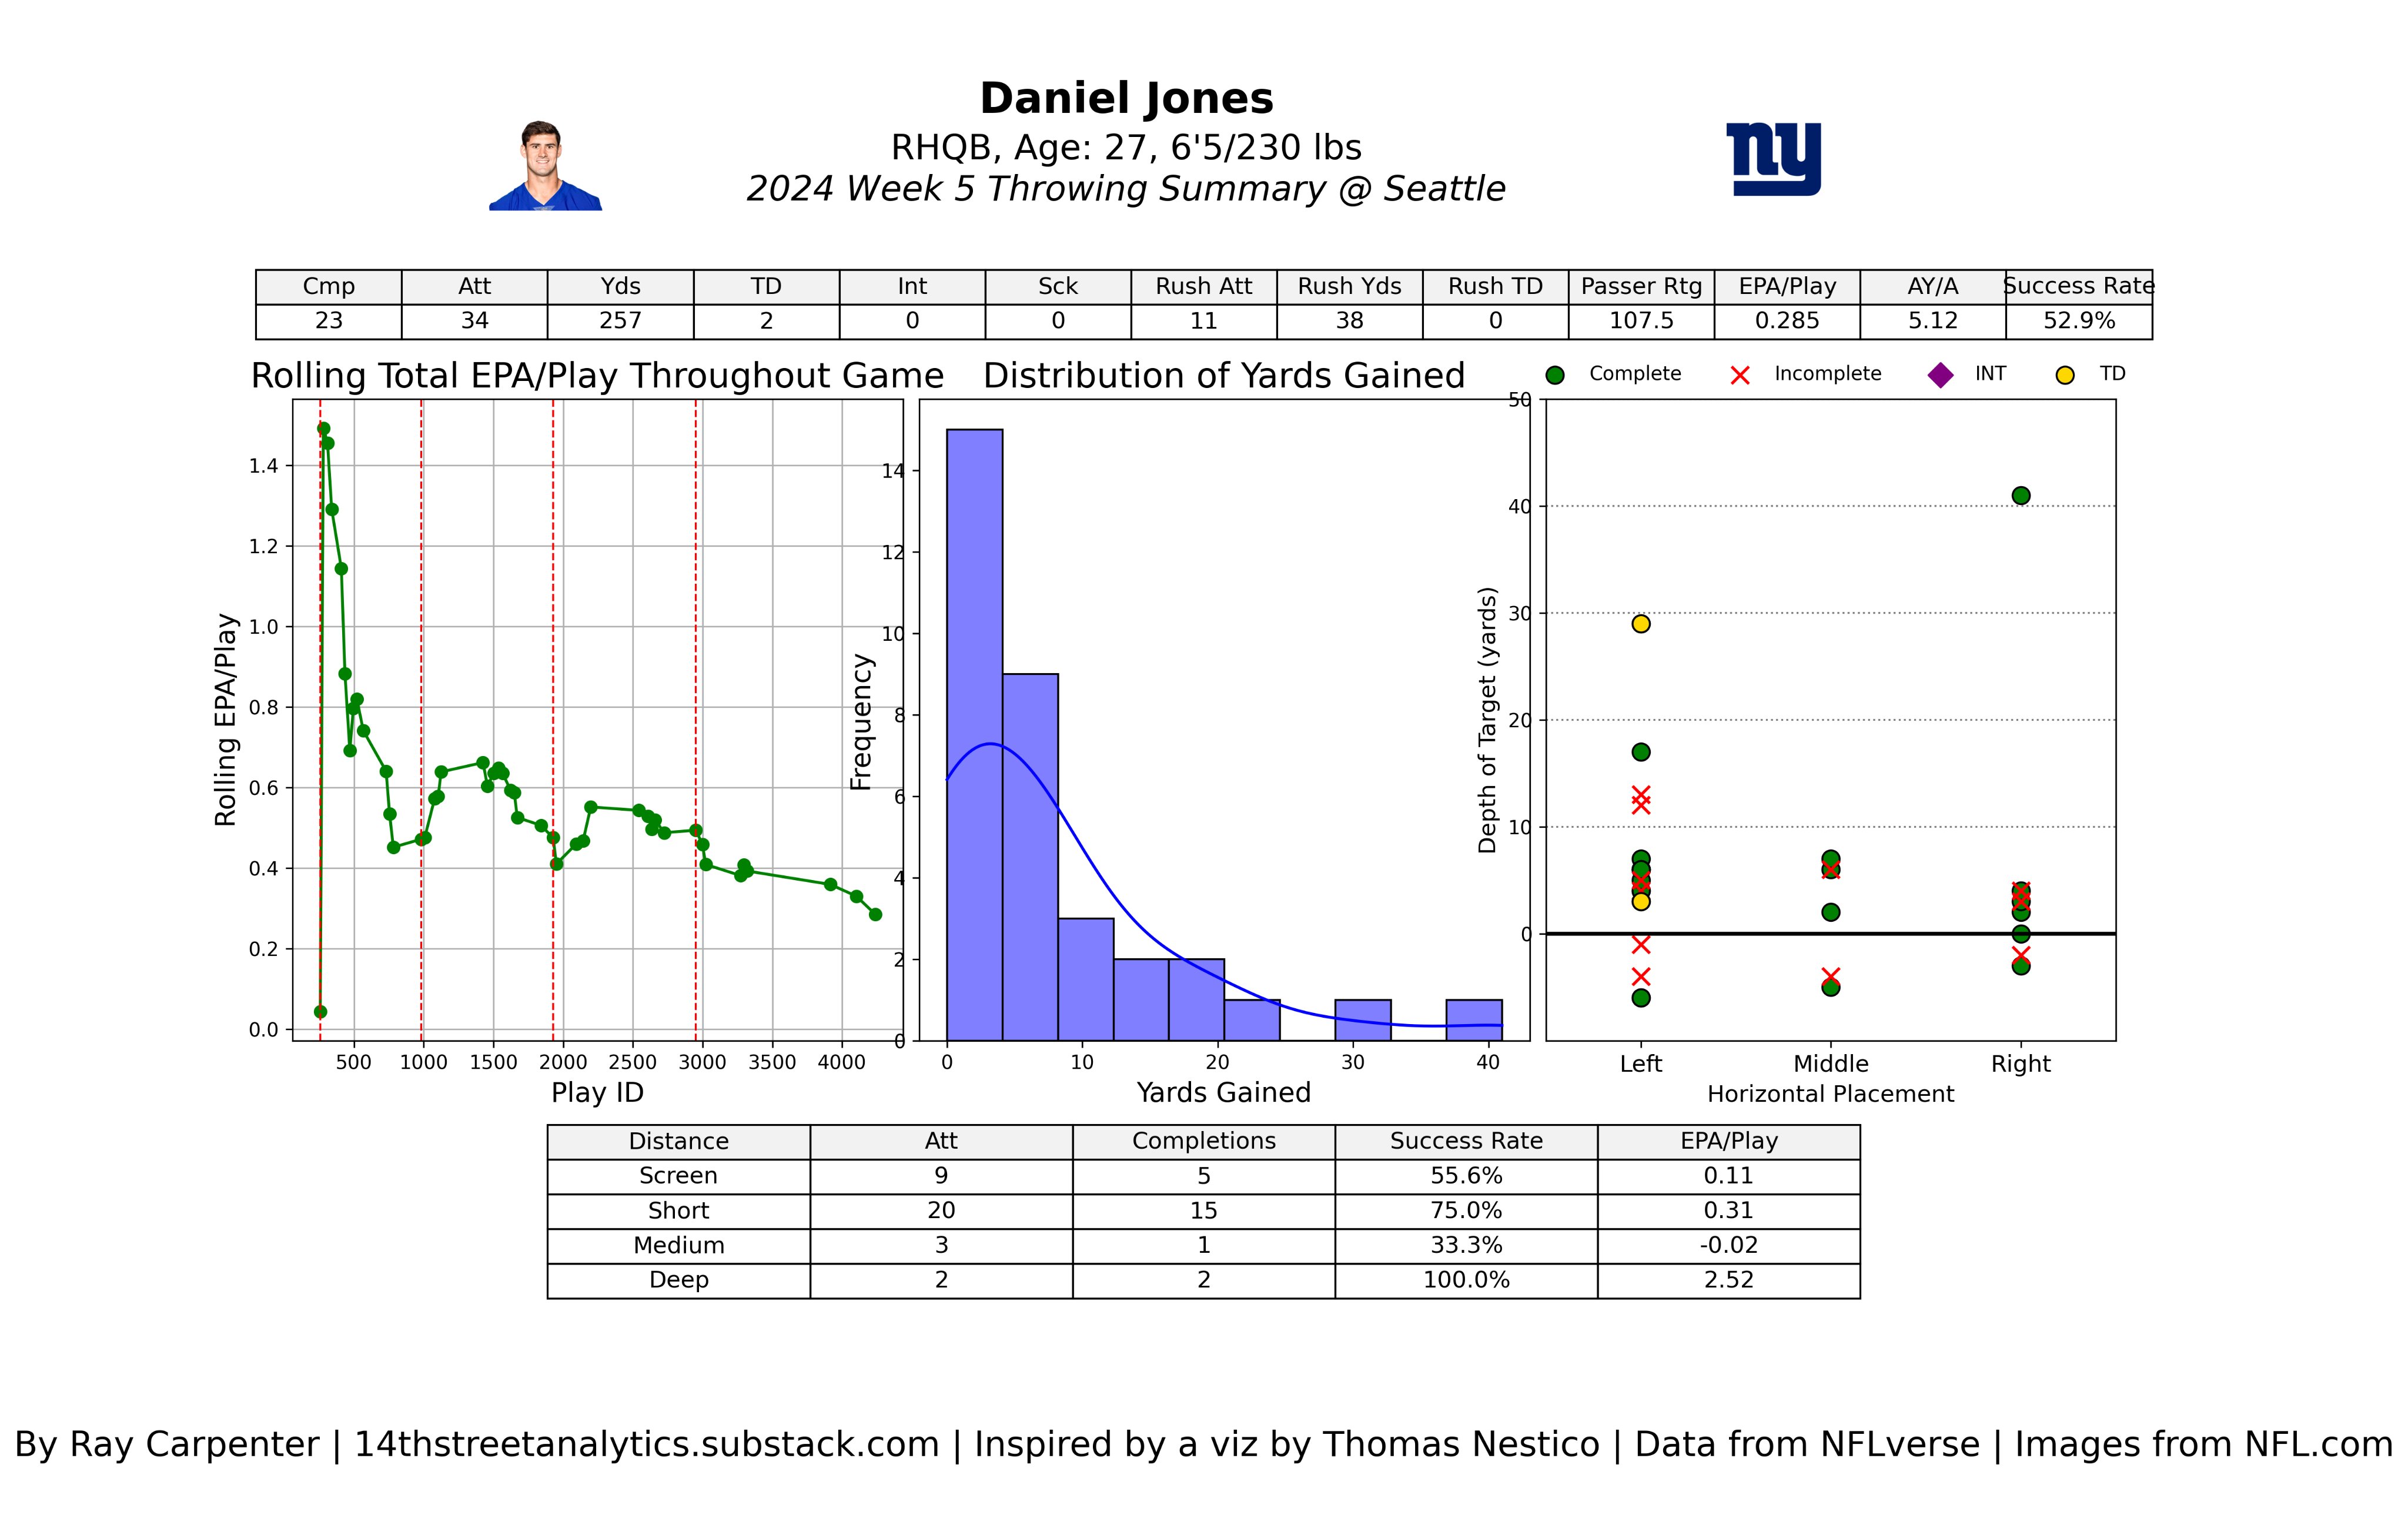 Daniel Jones
RHQB, Age: 27, 6'5/230 lbs
2024 Week 5 Throwing Summary @ Seattle
ny
Cmp Att Yds TD Int Sck Rush Att Rush Yds Rush TD Passer Rtg EPA/Play AY/A Success Rate
23 34 257 2 0 0 11 38 0 107.5 0.285 5.12 52.9%
Rolling Total EPA/Play Throughout Game
Rolling EPA/Play
1.4
1.2
1.0
0.8
0.6
0.4
0.2
0.0
500 1000 1500 2000 2500 3000 3500 4000
Play ID
Distribution of Yards Gained
Frequency
14
12
10
8
6
4
2
0
0 10 20 30 40
Yards Gained
Complete Incomplete INT TD
Depth of Target (yards)
50
40
30
20
10
0
Left Middle Right
Horizontal Placement
Distance Att Completions Success Rate EPA/Play
Screen 9 5 55.6% 0.11
Short 20 15 75.0% 0.31
Medium 3 1 33.3% -0.02
Deep 2 2 100.0% 2.52
By Ray Carpenter | 14thstreetanalytics.substack.com | Inspired by a viz by Thomas Nestico | Data from NFLverse | Images from NFL.com